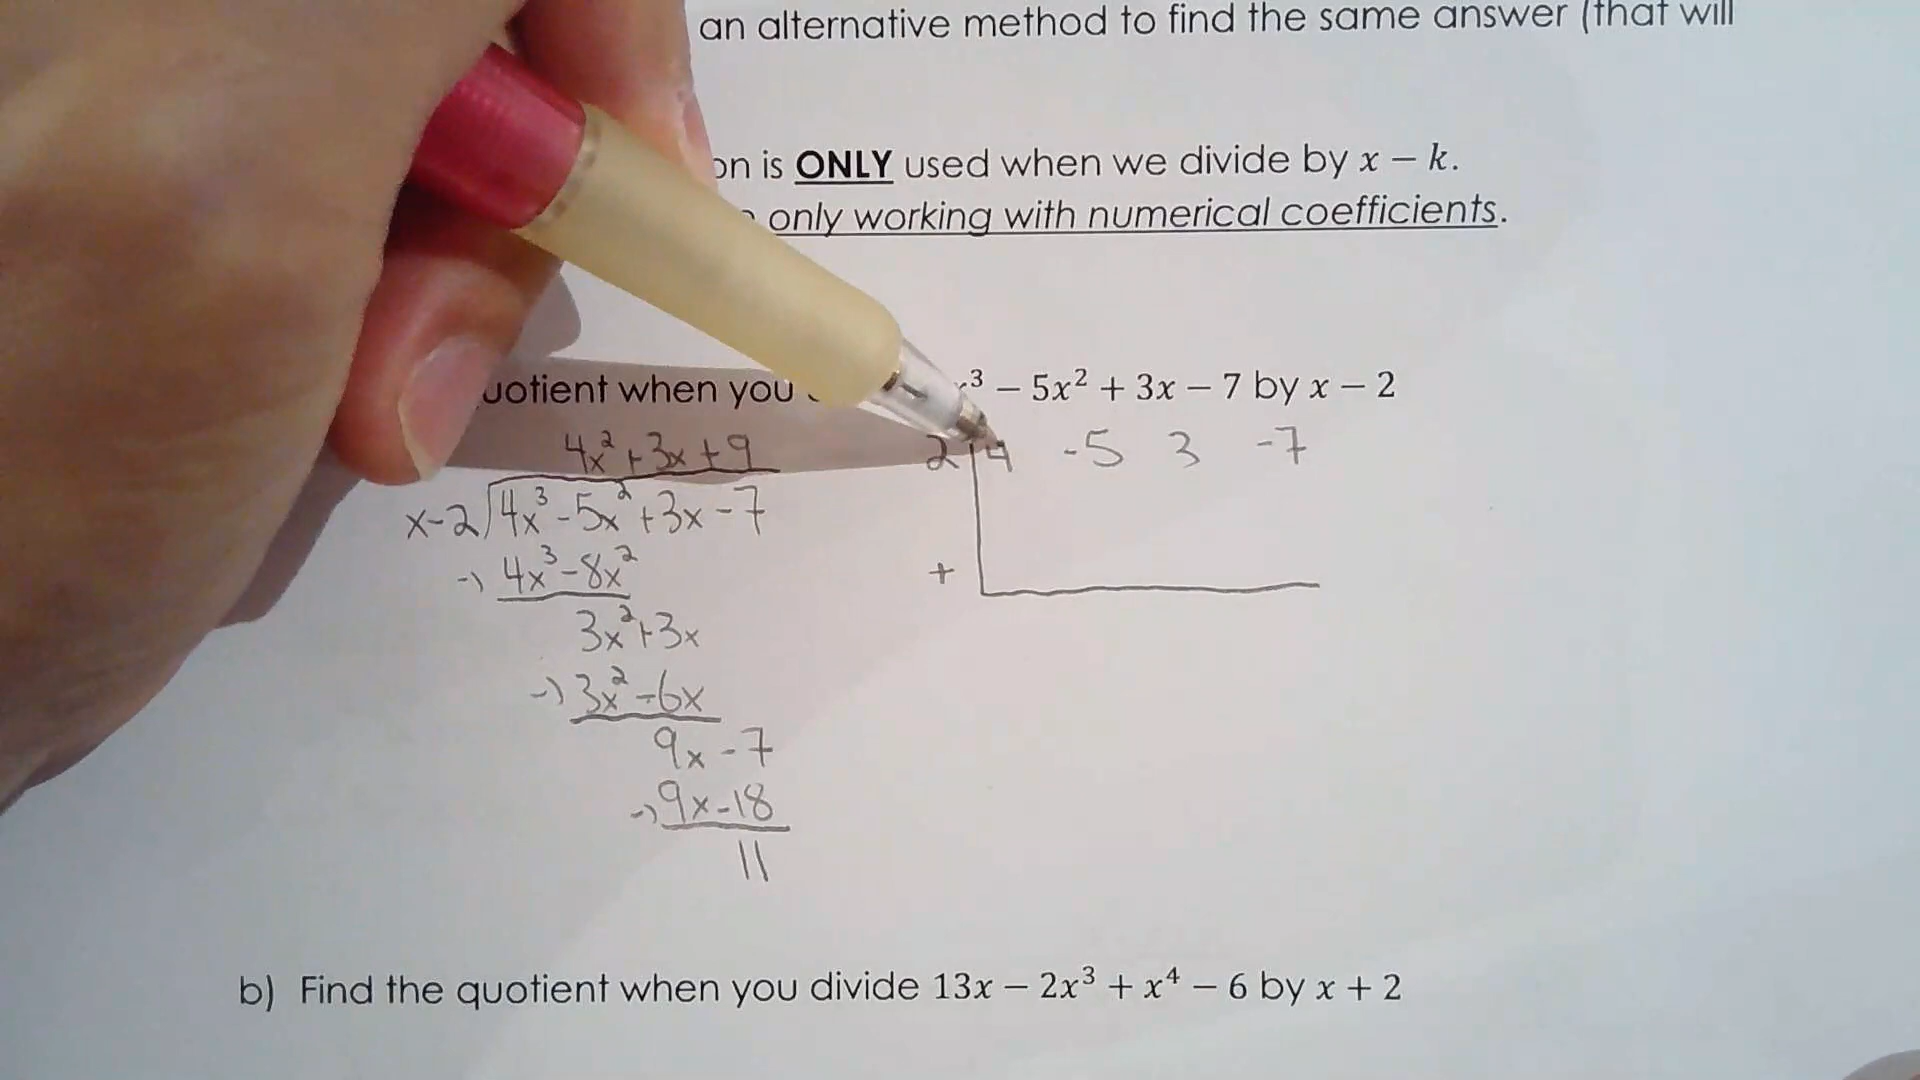 an alternative method to find the same answer (that will
is ONLY used when we divide by x − k.
only working with numerical coefficients.
when you − 5x² + 3x − 7 by x − 2
4x² + 3x + 9
x-2 4x³ - 5x² + 3x - 7
-) 4x³ - 8x²
3x² + 3x
-) 3x² - 6x
9x - 7
-) 9x - 18
11
2 4 -5 3 -7
+
b) Find the quotient when you divide 13x − 2x³ + x⁴ − 6 by x + 2